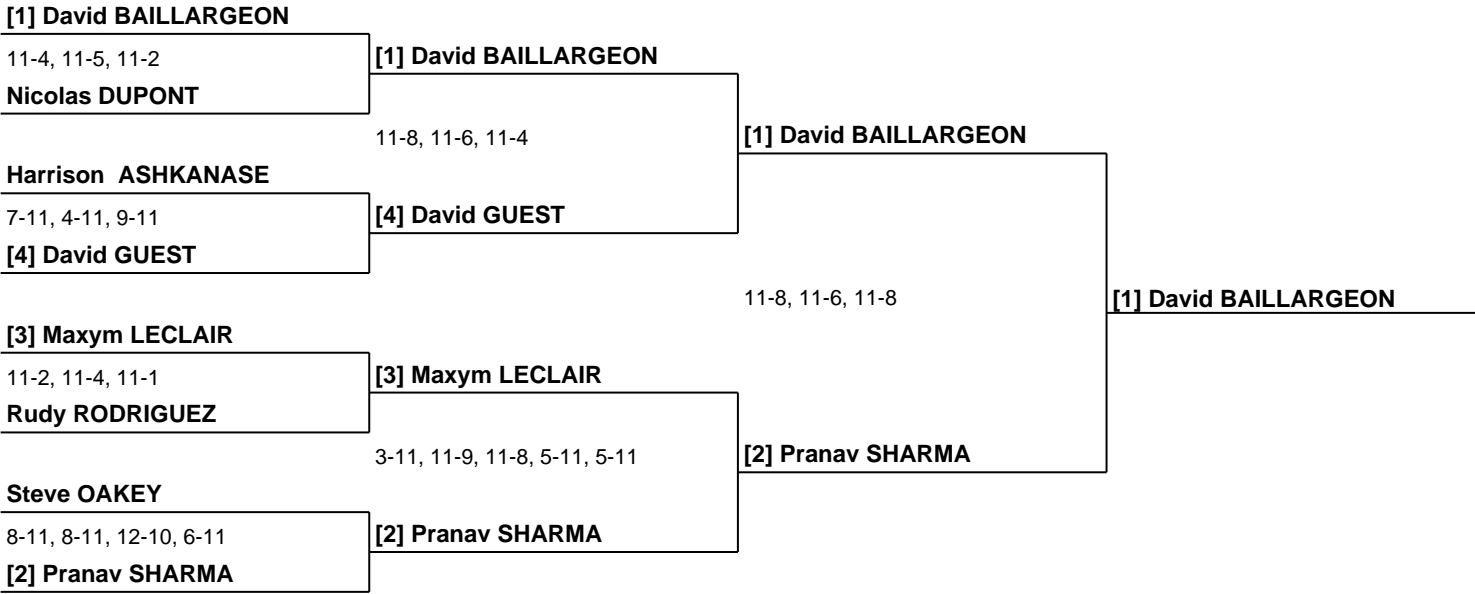 [1] David BAILLARGEON
11-4, 11-5, 11-2
[1] David BAILLARGEON
Nicolas DUPONT
11-8, 11-6, 11-4
[1] David BAILLARGEON
Harrison  ASHKANASE
7-11, 4-11, 9-11
[4] David GUEST
[4] David GUEST
11-8, 11-6, 11-8
[1] David BAILLARGEON
[3] Maxym LECLAIR
11-2, 11-4, 11-1
[3] Maxym LECLAIR
Rudy RODRIGUEZ
3-11, 11-9, 11-8, 5-11, 5-11
[2] Pranav SHARMA
Steve OAKEY
8-11, 8-11, 12-10, 6-11
[2] Pranav SHARMA
[2] Pranav SHARMA